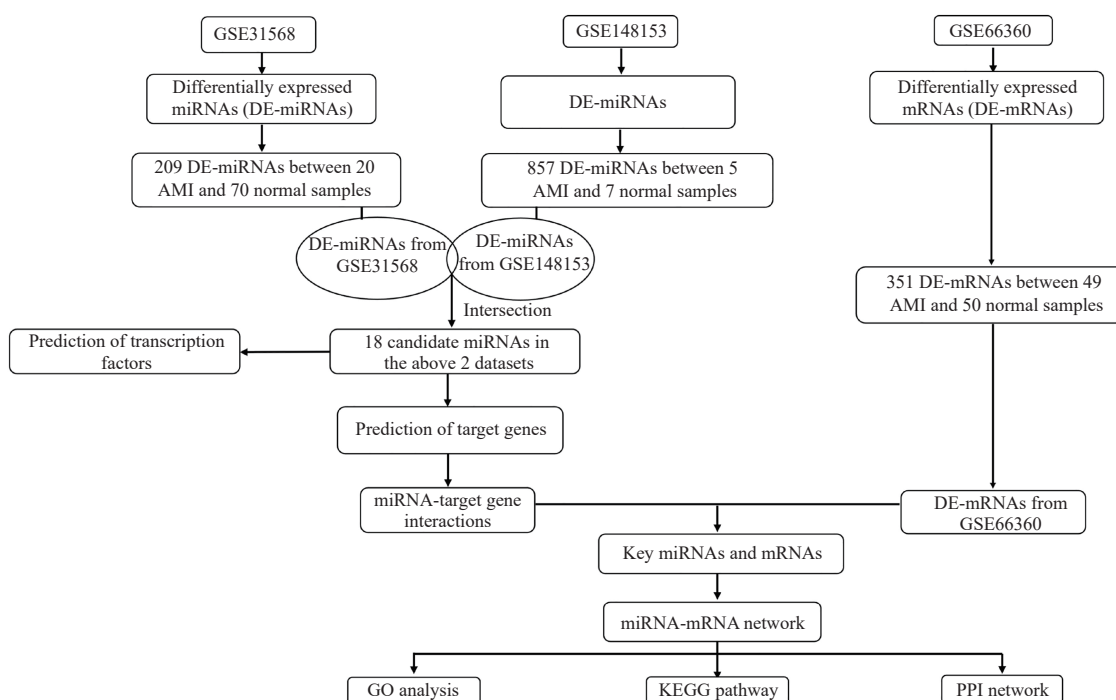 GSE31568
GSE148153
GSE66360
Differentially expressed
miRNAs (DE-miRNAs)
DE-miRNAs
Differentially expressed
mRNAs (DE-mRNAs)
209 DE-miRNAs between 20
AMI and 70 normal samples
857 DE-miRNAs between 5
AMI and 7 normal samples
DE-miRNAs from
GSE31568
DE-miRNAs
from GSE148153
351 DE-mRNAs between 49
AMI and 50 normal samples
Intersection
Prediction of transcription
factors
18 candidate miRNAs in
the above 2 datasets
Prediction of target genes
miRNA-target gene
interactions
DE-mRNAs from
GSE66360
Key miRNAs and mRNAs
miRNA-mRNA network
GO analysis
KEGG pathway
PPI network